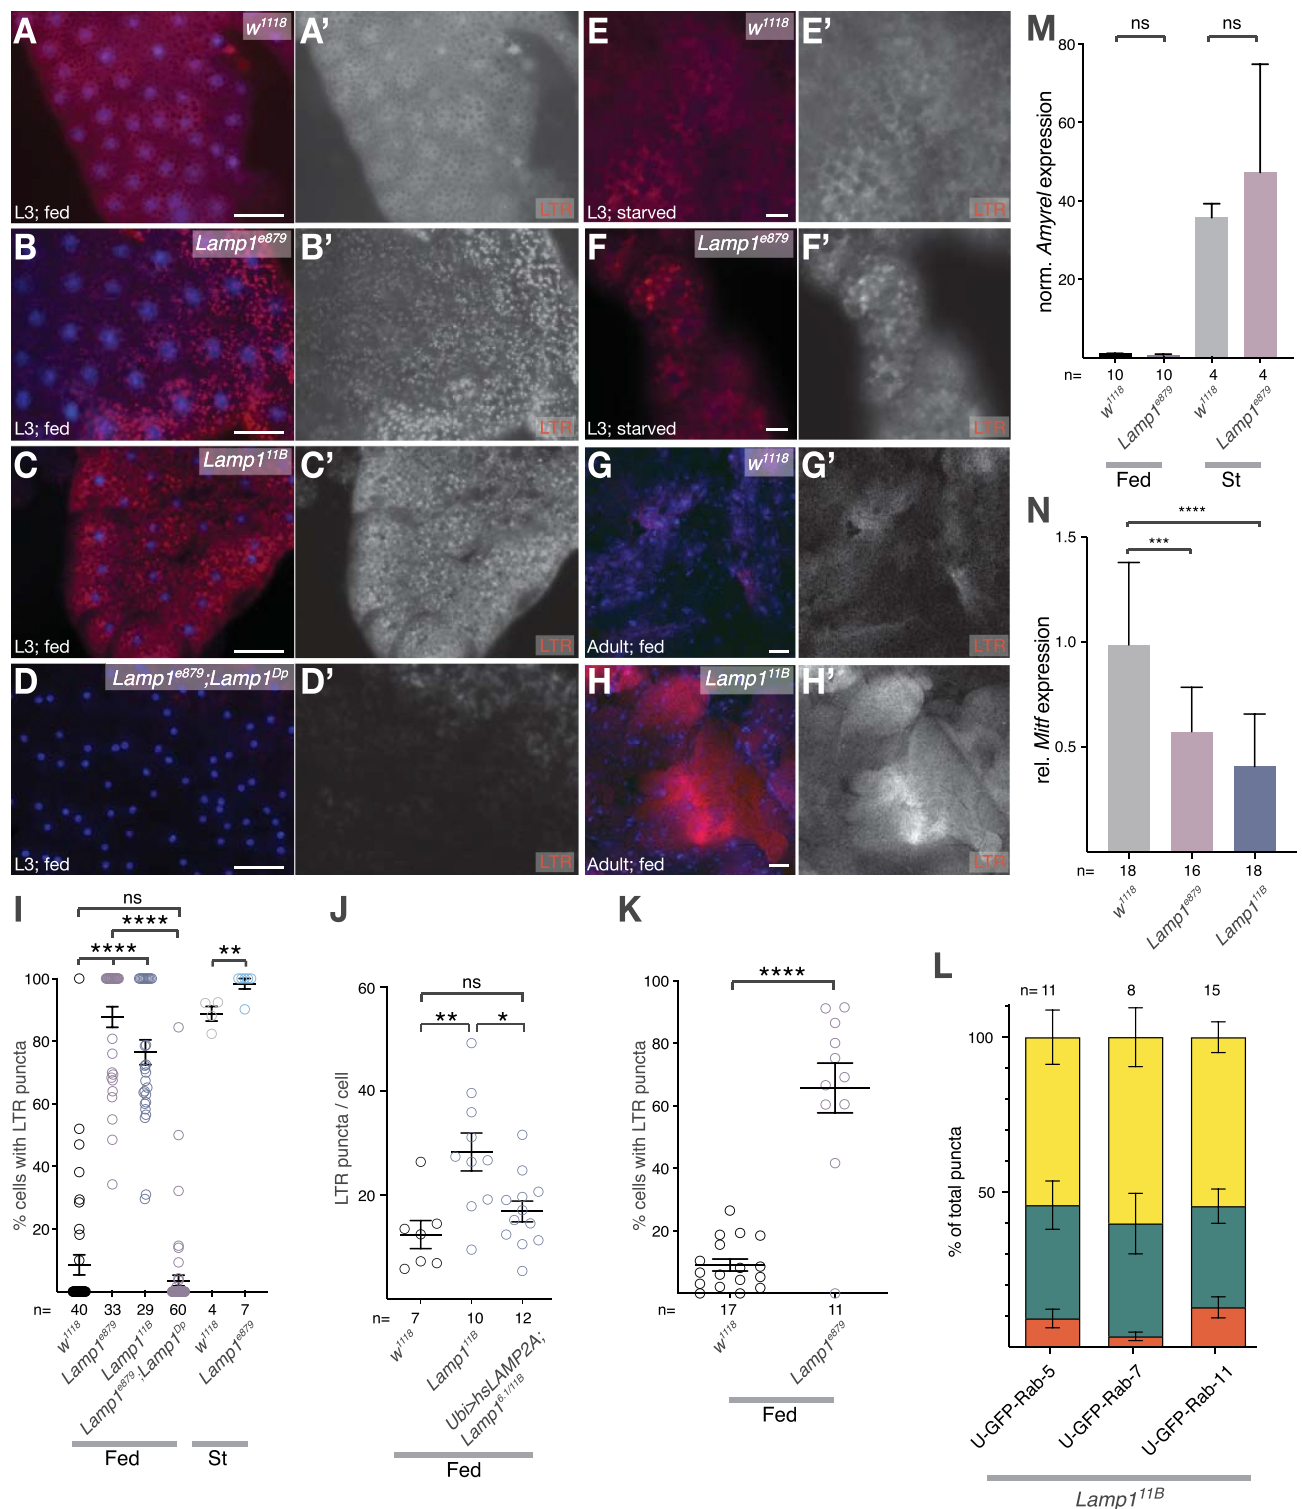 A w1118 A'
L3; fed LTR
B Lamp1e879 B'
L3; fed LTR
C Lamp111B C'
L3; fed LTR
D Lamp1e879;Lamp1Dp D'
L3; fed LTR
E w1118 E'
L3; starved LTR
F Lamp1e879 F'
L3; starved LTR
G w1118 G'
Adult; fed LTR
H Lamp111B H'
Adult; fed LTR
M
ns ns
norm. Amyrel expression
80
60
40
20
n= 10 10 4 4
w1118 Lamp1e879 w1118 Lamp1e879
Fed St
N
****
***
rel. Mitf expression
1.5
1.0
0.5
n= 18 16 18
w1118 Lamp1e879 Lamp111B
I
ns
****
**** **
% cells with LTR puncta
100
80
60
40
20
n= 40 33 29 60 4 7
w1118 Lamp1e879 Lamp111B Lamp1e879;Lamp1Dp w1118 Lamp1e879
Fed St
J
ns
** *
LTR puncta / cell
60
40
20
n= 7 10 12
w1118 Lamp111B Ubi>hsLAMP2A;
Lamp16.1/11B
Fed
K
****
% cells with LTR puncta
100
80
60
40
20
n= 17 11
w1118 Lamp1e879
Fed
L
n= 11 8 15
% of total puncta
100
50
U-GFP-Rab-5 U-GFP-Rab-7 U-GFP-Rab-11
Lamp111B